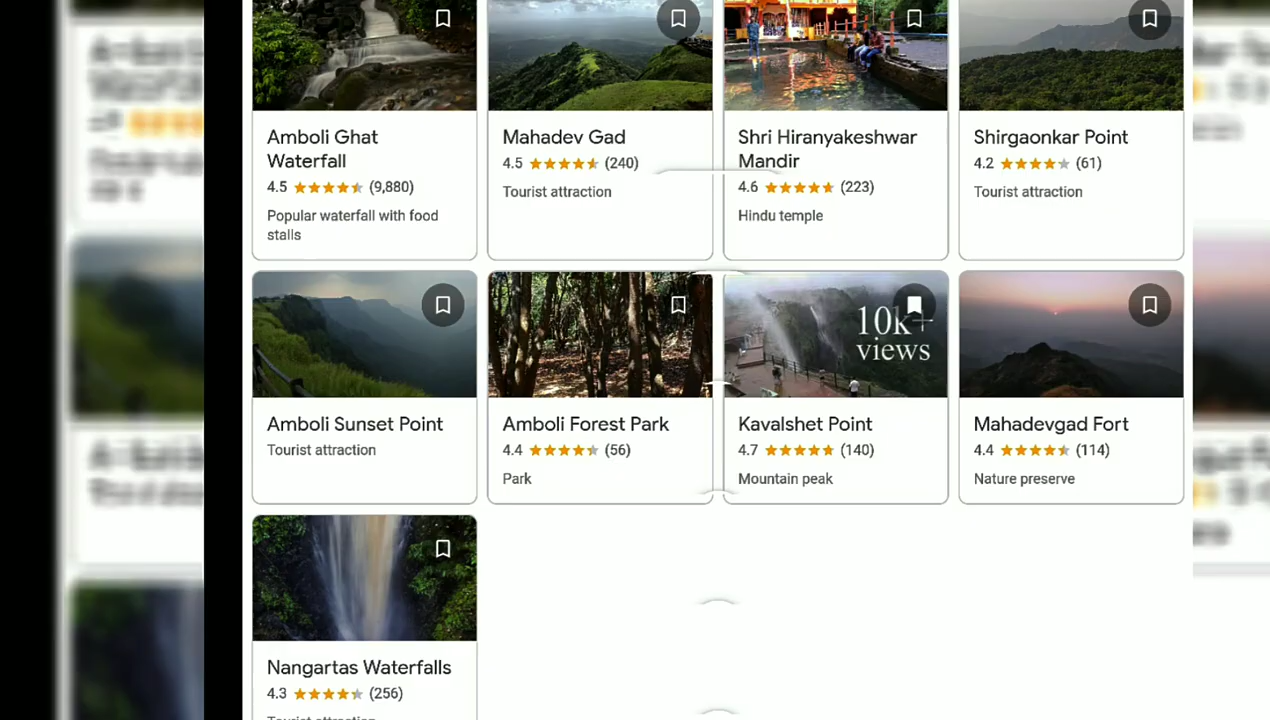 Amboli Ghat
Waterfall
4.5 (9,880)
Popular waterfall with food
stalls
Mahadev Gad
4.5 (240)
Tourist attraction
Shri Hiranyakeshwar
Mandir
4.6 (223)
Hindu temple
Shirgaonkar Point
4.2 (61)
Tourist attraction
Amboli Sunset Point
Tourist attraction
Amboli Forest Park
4.4 (56)
Park
10k+
views
Kavalshet Point
4.7 (140)
Mountain peak
Mahadevgad Fort
4.4 (114)
Nature preserve
Nangartas Waterfalls
4.3 (256)
Tourist attraction